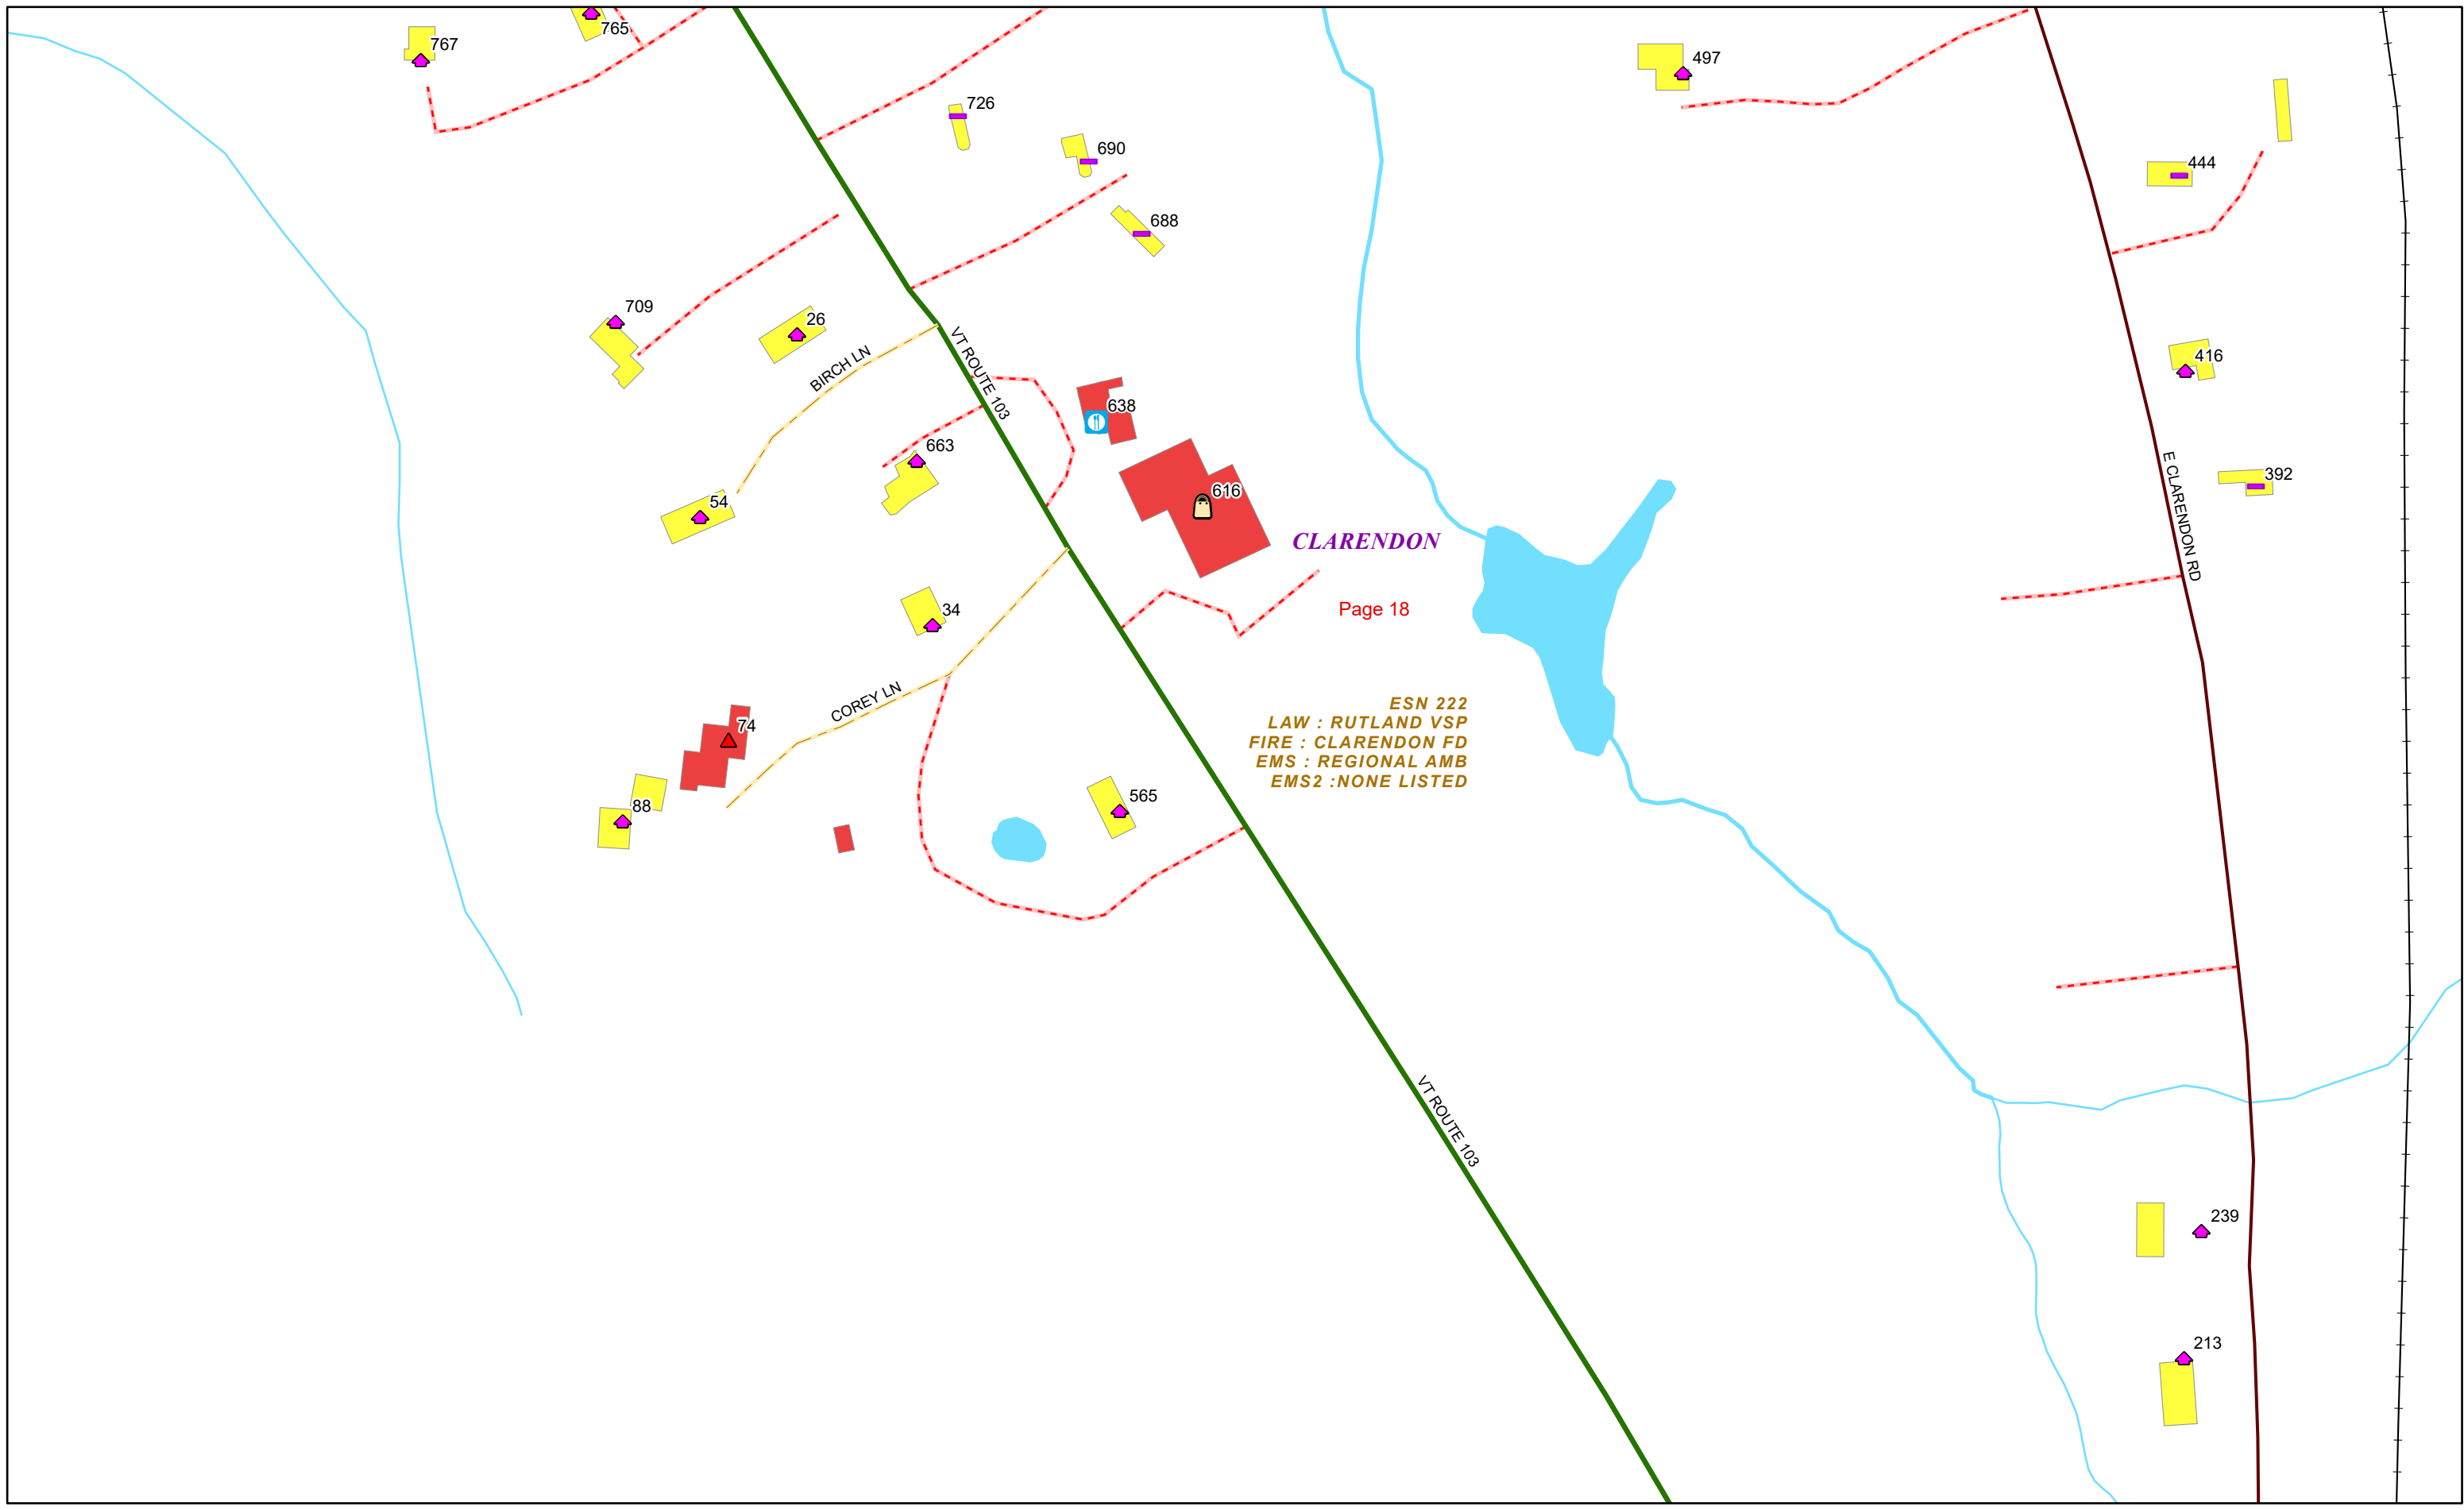 765
767
497
726
690
444
688
709
26
VT ROUTE 103
BIRCH LN
416
638
663
E CLARENDON RD
392
54
616
CLARENDON
34
Page 18
COREY LN
ESN 222
LAW : RUTLAND VSP
FIRE : CLARENDON FD
EMS : REGIONAL AMB
EMS2 :NONE LISTED
74
88
565
VT ROUTE 103
239
213